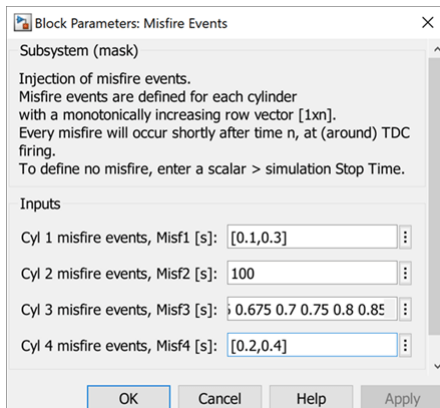 Block Parameters: Misfire Events
Subsystem (mask)
Injection of misfire events.
Misfire events are defined for each cylinder
with a monotonically increasing row vector [1xn].
Every misfire will occur shortly after time n, at (around) TDC
firing.
To define no misfire, enter a scalar > simulation Stop Time.
Inputs
Cyl 1 misfire events, Misf1 [s]: [0.1,0.3]
Cyl 2 misfire events, Misf2 [s]: 100
Cyl 3 misfire events, Misf3 [s]: 0.675 0.7 0.75 0.8 0.85
Cyl 4 misfire events, Misf4 [s]: [0.2,0.4]
OK Cancel Help Apply